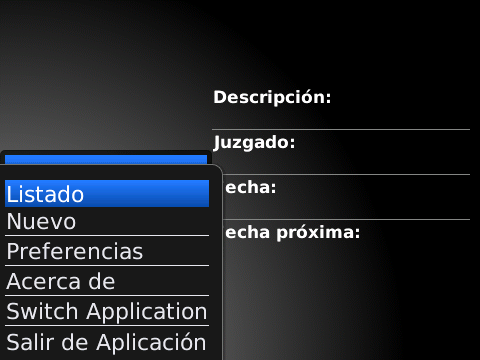 Descripción:
Juzgado:
echa:
echa próxima:
Listado
Nuevo
Preferencias
Acerca de
Switch Application
Salir de Aplicación